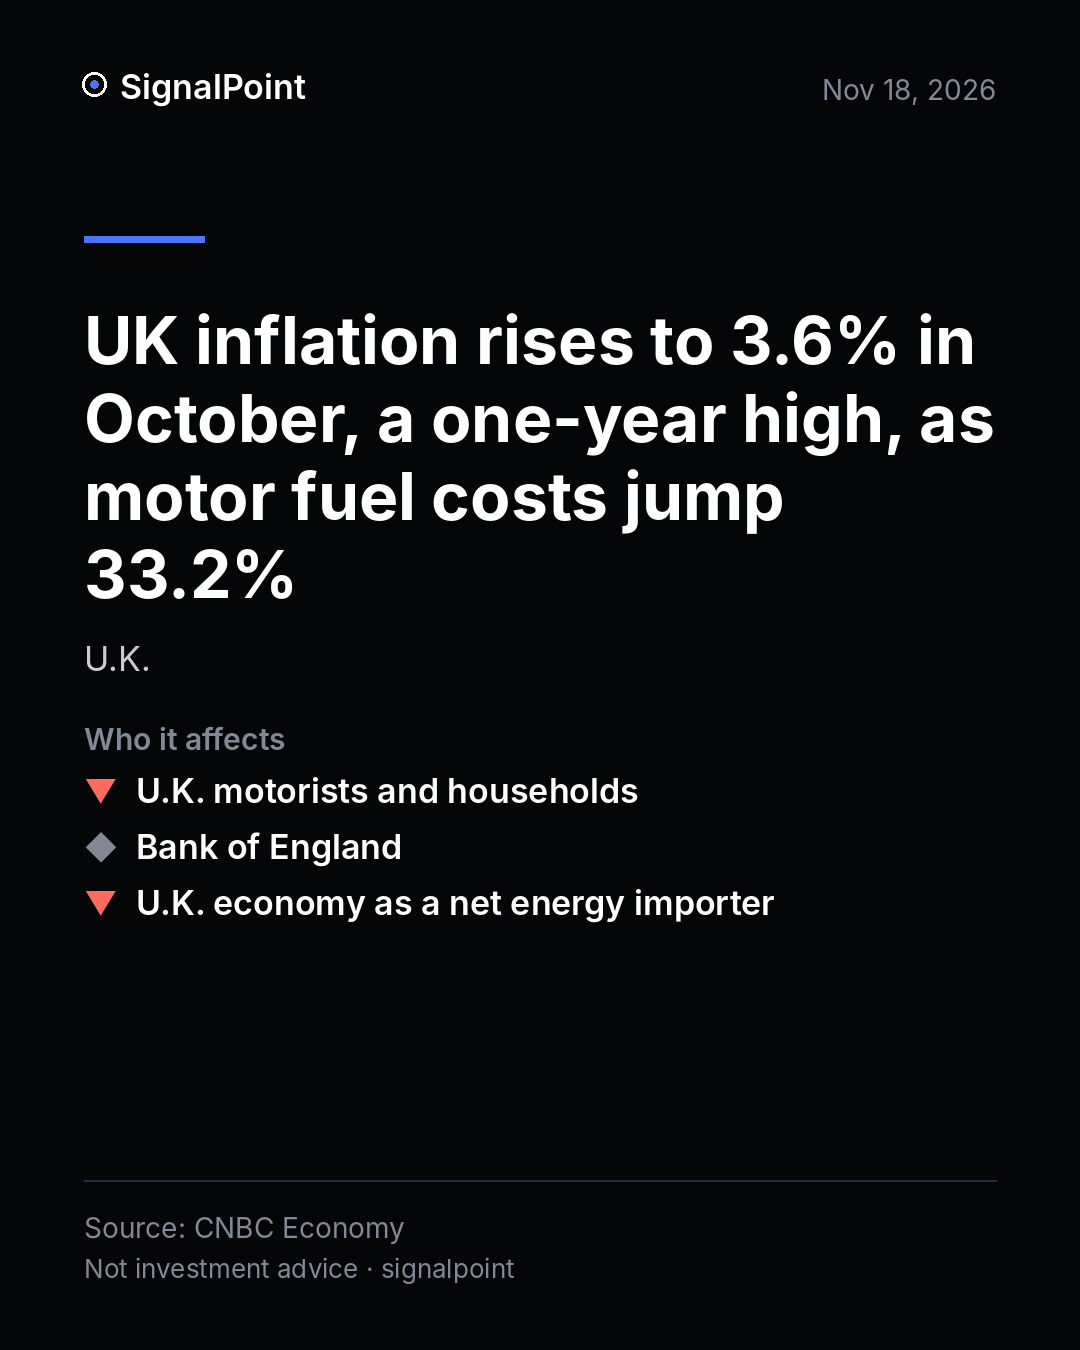 SignalPoint
Nov 18, 2026
UK inflation rises to 3.6% in
October, a one-year high, as
motor fuel costs jump
33.2%
U.K.
Who it affects
U.K. motorists and households
Bank of England
U.K. economy as a net energy importer
Source: CNBC Economy
Not investment advice · signalpoint